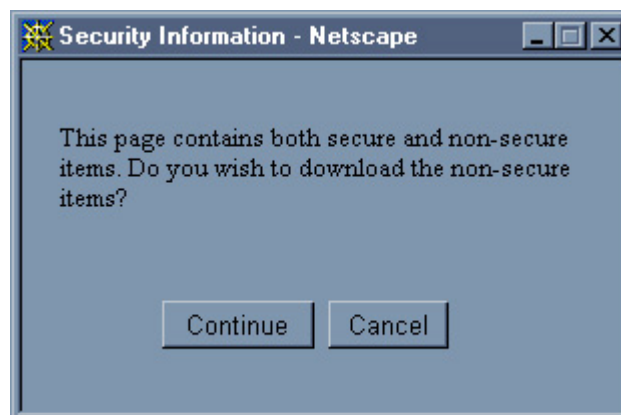 Security Information - Netscape
This page contains both secure and non-secure
items. Do you wish to download the non-secure
items?
Continue Cancel